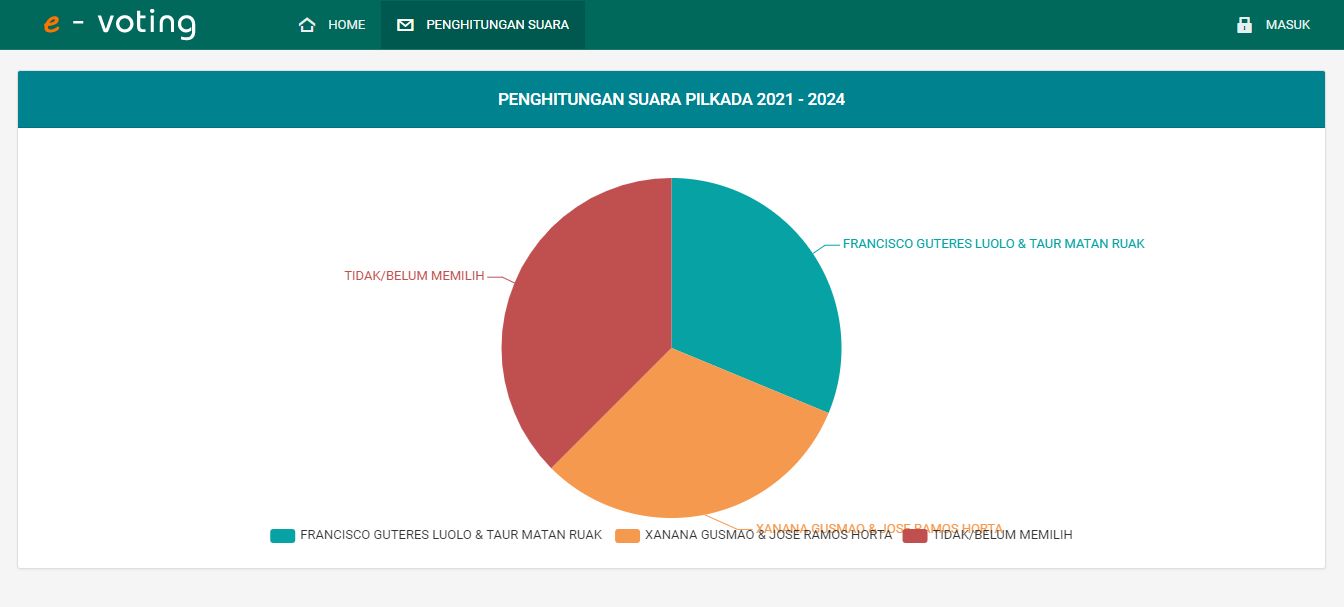 e - voting
HOME
PENGHITUNGAN SUARA
MASUK
PENGHITUNGAN SUARA PILKADA 2021 - 2024
FRANCISCO GUTERES LUOLO & TAUR MATAN RUAK
TIDAK/BELUM MEMILIH
XANANA GUSMAO & JOSE RAMOS HORTA
FRANCISCO GUTERES LUOLO & TAUR MATAN RUAK
XANANA GUSMAO & JOSE RAMOS HORTA
TIDAK/BELUM MEMILIH